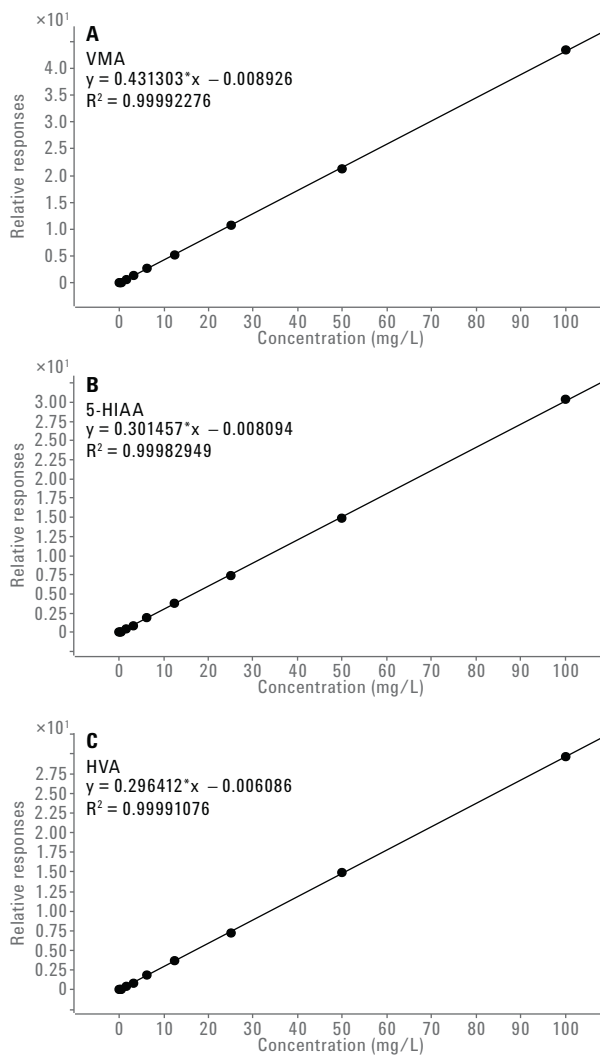 ×10¹
A
VMA
y = 0.431303*x − 0.008926
R² = 0.99992276
Relative responses
4.0
3.5
3.0
2.5
2.0
1.5
1.0
0.5
0
0 10 20 30 40 50 60 70 80 90 100
Concentration (mg/L)
×10¹
B
5-HIAA
y = 0.301457*x − 0.008094
R² = 0.99982949
Relative responses
3.00
2.75
2.50
2.25
2.00
1.75
1.50
1.25
1.00
0.75
0.50
0.25
0
0 10 20 30 40 50 60 70 80 90 100
Concentration (mg/L)
×10¹
C
HVA
y = 0.296412*x − 0.006086
R² = 0.99991076
Relative responses
2.75
2.50
2.25
2.00
1.75
1.50
1.25
1.00
0.75
0.50
0.25
0
0 10 20 30 40 50 60 70 80 90 100
Concentration (mg/L)